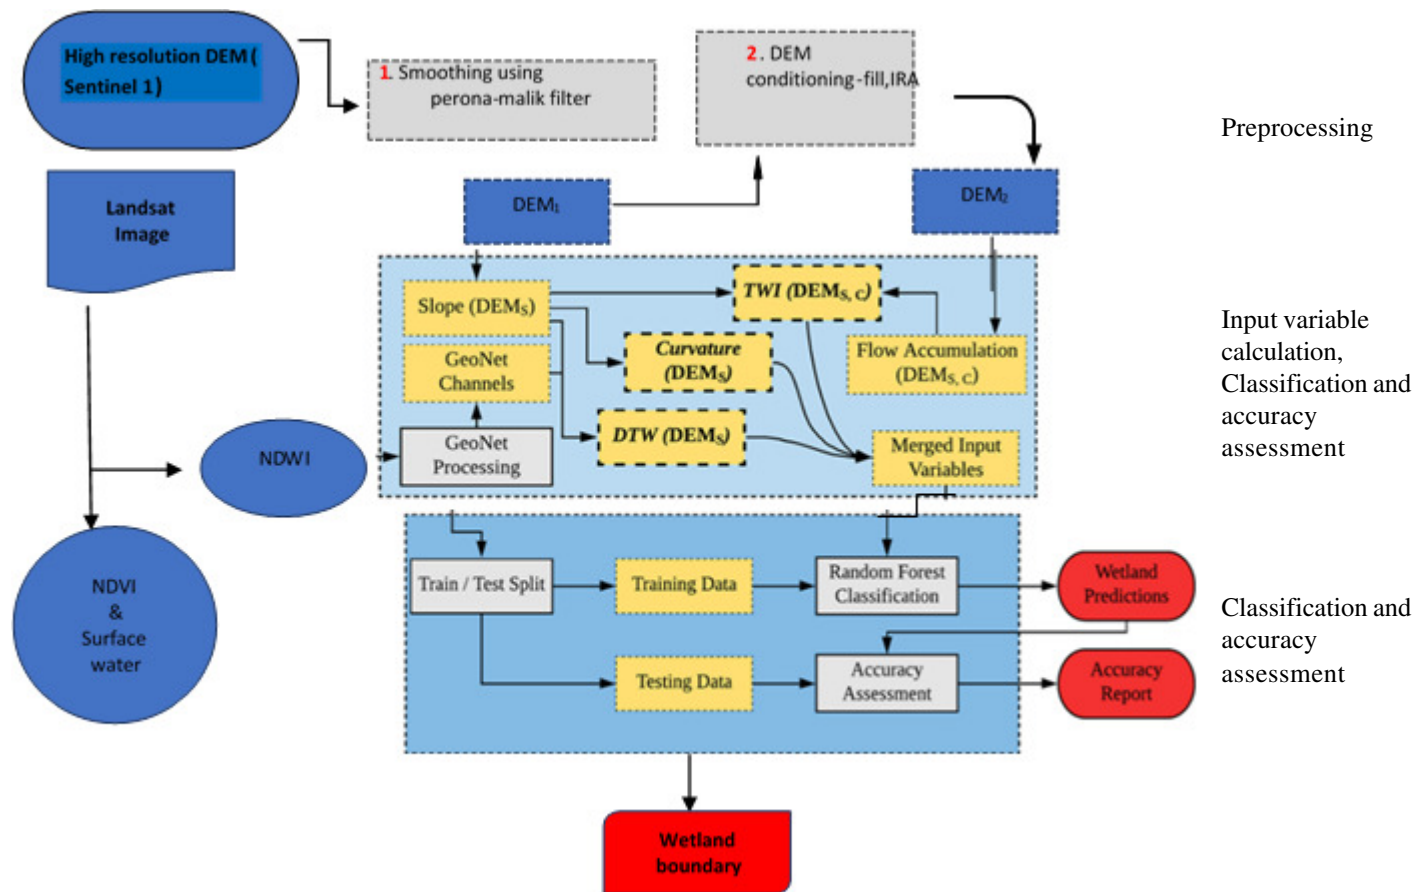 High resolution DEM (
Sentinel 1)
1. Smoothing using
perona-malik filter
2. DEM
conditioning-fill,IRA
Preprocessing
Landsat
Image
DEM₁
DEM₂
Slope (DEMS)
TWI (DEMS, C)
GeoNet
Channels
Curvature
(DEMS)
Flow Accumulation
(DEMS, C)
Input variable
calculation,
Classification and
accuracy
assessment
NDWI
GeoNet
Processing
DTW (DEMS)
Merged Input
Variables
Train / Test Split
Training Data
Random Forest
Classification
Wetland
Predictions
NDVI
&
Surface
water
Testing Data
Accuracy
Assessment
Accuracy
Report
Classification and
accuracy
assessment
Wetland
boundary